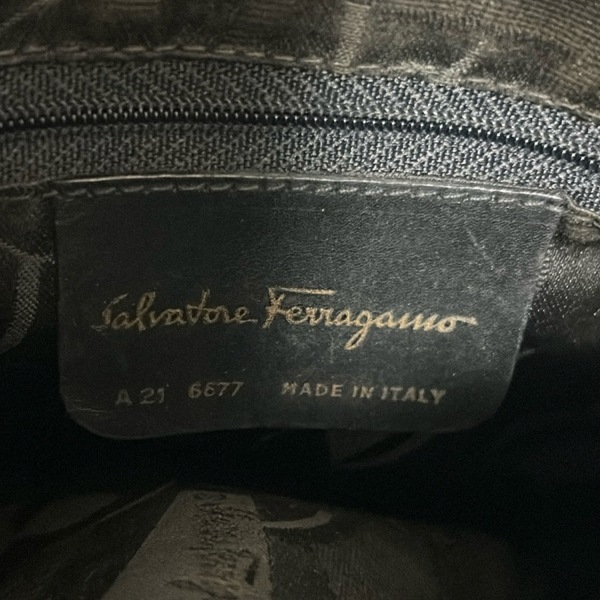 Salvatore Ferragamo
A 21 6677 MADE IN ITALY